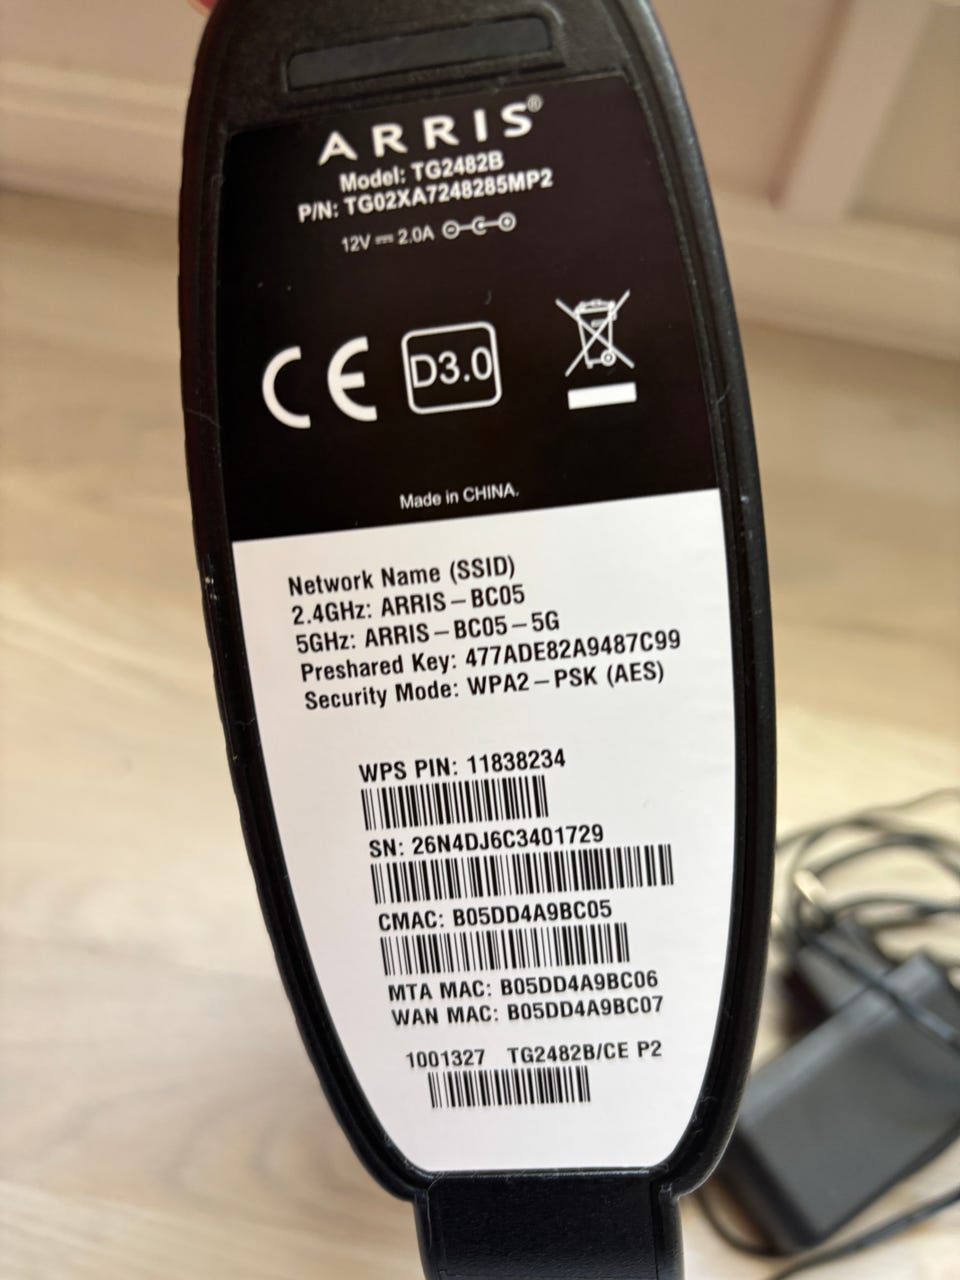 ARRIS®
Model: TG2482B
P/N: TG02XA7248285MP2
12V ⎓ 2.0A
CE D3.0
Made in CHINA.
Network Name (SSID)
2.4GHz: ARRIS – BC05
5GHz: ARRIS – BC05 – 5G
Preshared Key: 477ADE82A9487C99
Security Mode: WPA2 – PSK (AES)
WPS PIN: 11838234
SN: 26N4DJ6C3401729
CMAC: B05DD4A9BC05
MTA MAC: B05DD4A9BC06
WAN MAC: B05DD4A9BC07
1001327 TG2482B/CE P2